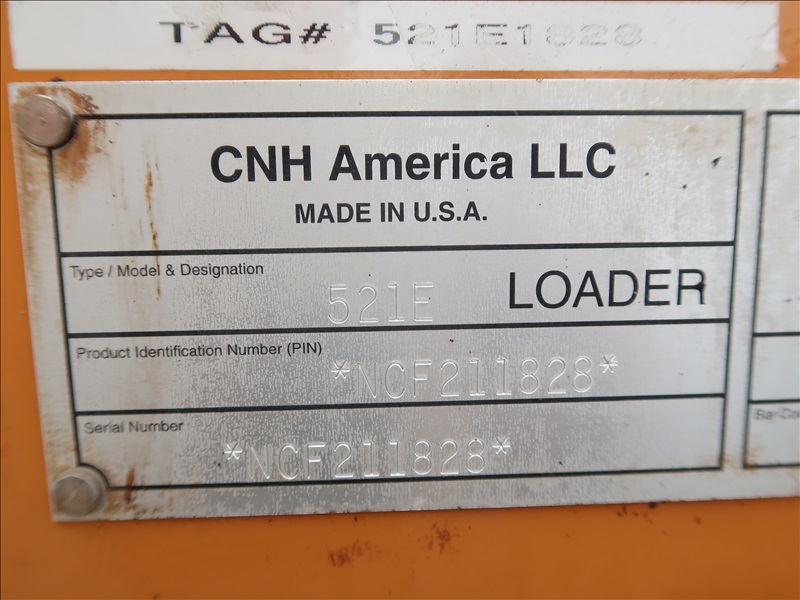 TAG# 521E1828
CNH America LLC
MADE IN U.S.A.
Type / Model & Designation
521E LOADER
Product Identification Number (PIN)
*NCF211828*
Serial Number
*NCF211828*